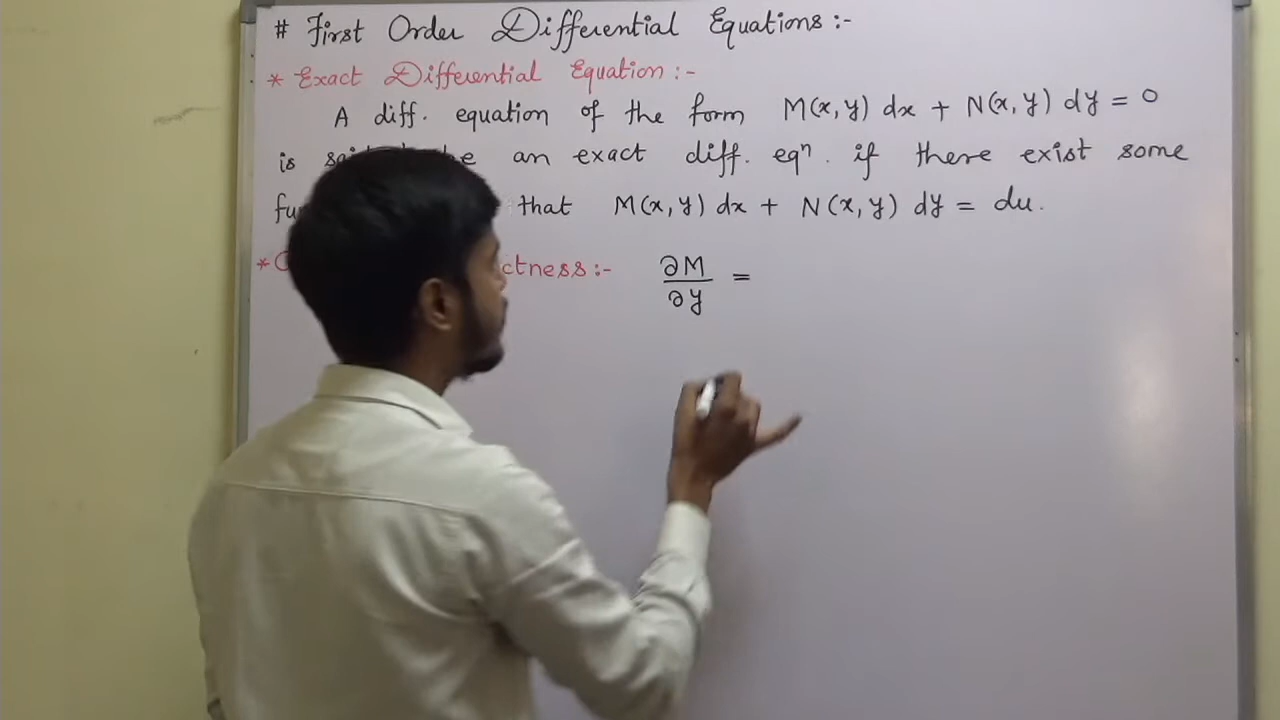 # First Order Differential Equations :-
* Exact Differential Equation :-
A diff. equation of the form M(x, y) dx + N(x, y) dy = 0
is an exact diff. eqⁿ. if there exist some
that M(x, y) dx + N(x, y) dy = du.
* :- ∂M/∂y =